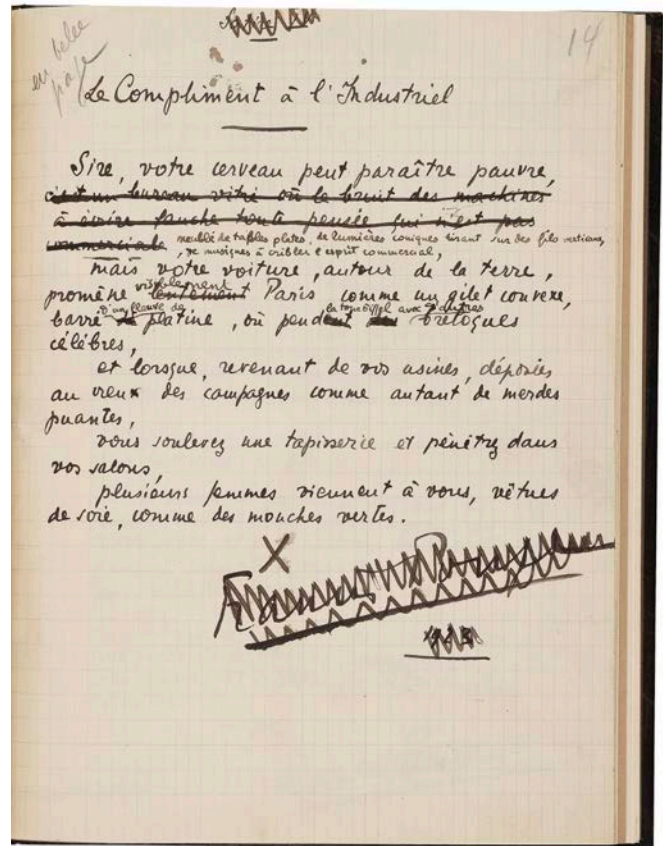 en belle
page
14
Le Compliment à l'Industriel
Sire, votre cerveau peut paraître pauvre,
c'est un bureau vitré où le bruit des machines
à écrire fauche toute pensée qui n'est pas
commerciale meublé de tables plates, de lumières coniques tirant sur des fils verticaux,
de musiques à cribler l'esprit commercial,
mais votre voiture, autour de la terre,
visiblement
promène lentement Paris comme un gilet convexe,
d'un fleuve de la tour Eiffel avec d'autres
barré de platine, où pendent des breloques
célèbres,
et lorsque, revenant de vos usines, déposées
au creux des campagnes comme autant de merdes
puantes,
vous soulevez une tapisserie et pénétrez dans
vos salons,
plusieurs femmes viennent à vous, vêtues
de soie, comme des mouches vertes.
X